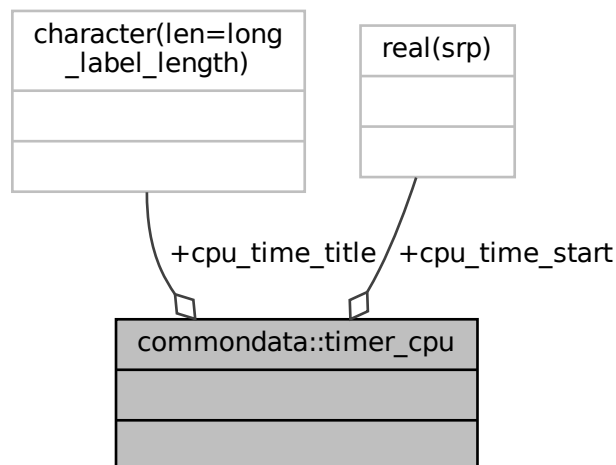 character(len=long
_label_length)
real(srp)
+cpu_time_title
+cpu_time_start
commondata::timer_cpu